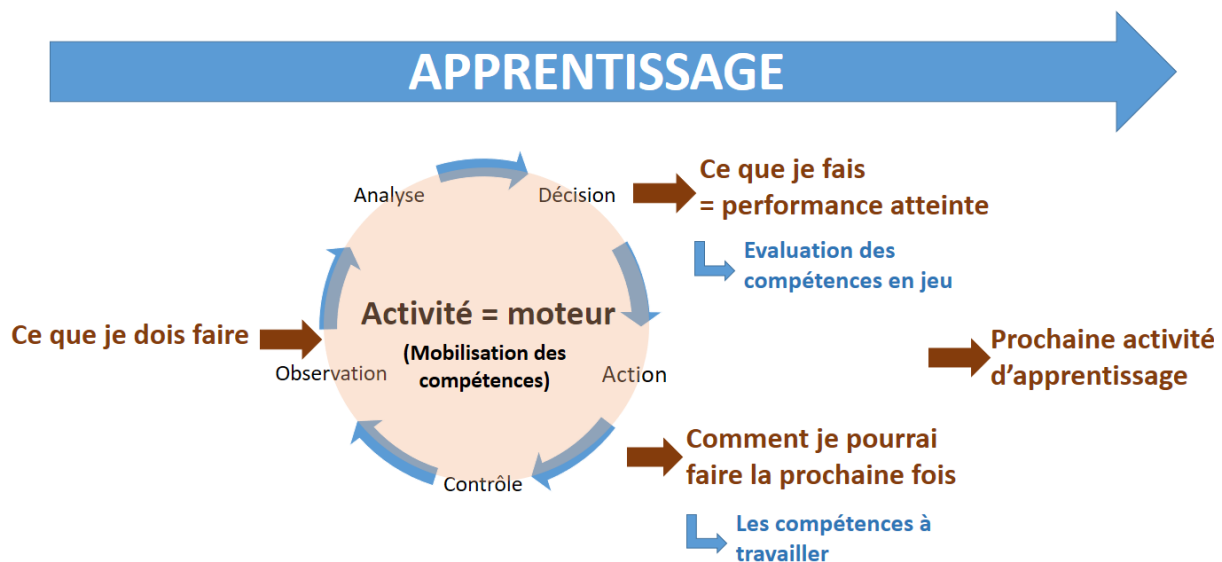 APPRENTISSAGE
Analyse
Décision
Ce que je fais
= performance atteinte
Evaluation des
compétences en jeu
Ce que je dois faire
Activité = moteur
(Mobilisation des
compétences)
Observation
Action
Contrôle
Comment je pourrai
faire la prochaine fois
Les compétences à
travailler
Prochaine activité
d’apprentissage